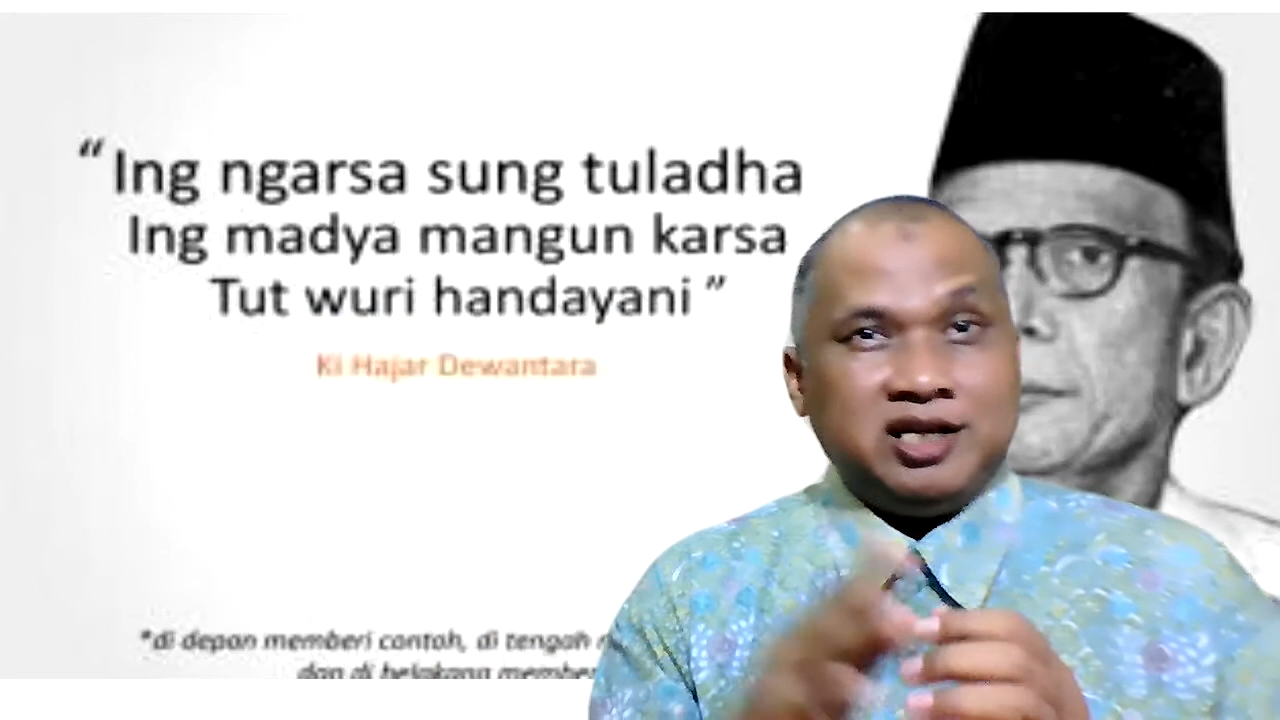 “ Ing ngarsa sung tuladha
Ing madya mangun karsa
Tut wuri handayani ”
Ki Hajar Dewantara
*di depan memberi contoh, di tengah
dan di belakang